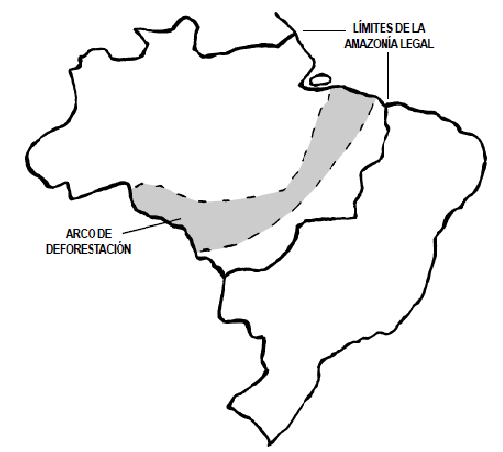 LÍMITES DE LA
AMAZONÍA LEGAL
ARCO DE
DEFORESTACIÓN